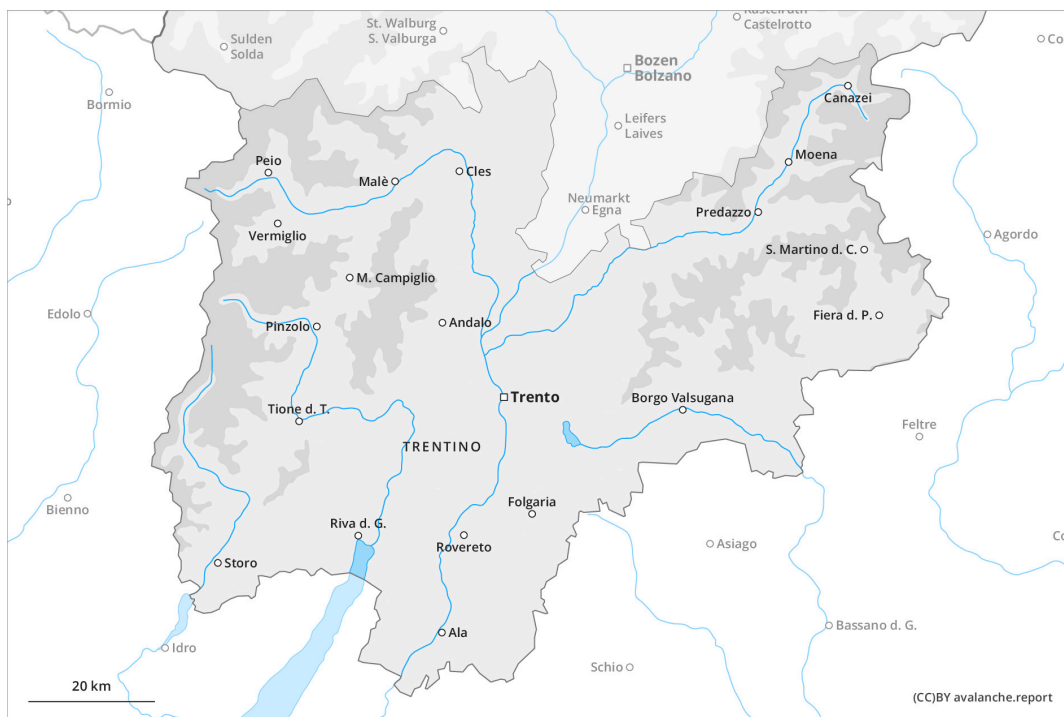 Kastelruth
Castelrotto
St. Walburg
S. Valburga
Sulden
Solda
Co
Bozen
Bolzano
Bormio
Canazei
Leifers
Laives
Moena
Peio
Malè
Cles
Neumarkt
Egna
Predazzo
Vermiglio
Agordo
S. Martino d. C.
M. Campiglio
Edolo
Pinzolo
Andalo
Fiera d. P.
Trento
Borgo Valsugana
Tione d. T.
Feltre
TRENTINO
Bienno
Folgaria
Riva d. G.
Rovereto
Asiago
Co
Storo
Ala
Bassano d. G.
Idro
Schio
20 km
(CC)BY avalanche.report